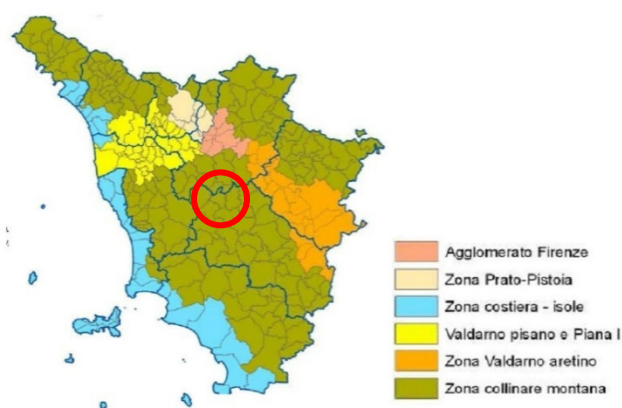 Agglomerato Firenze
Zona Prato-Pistoia
Zona costiera - isole
Valdarno pisano e Piana l
Zona Valdarno aretino
Zona collinare montana